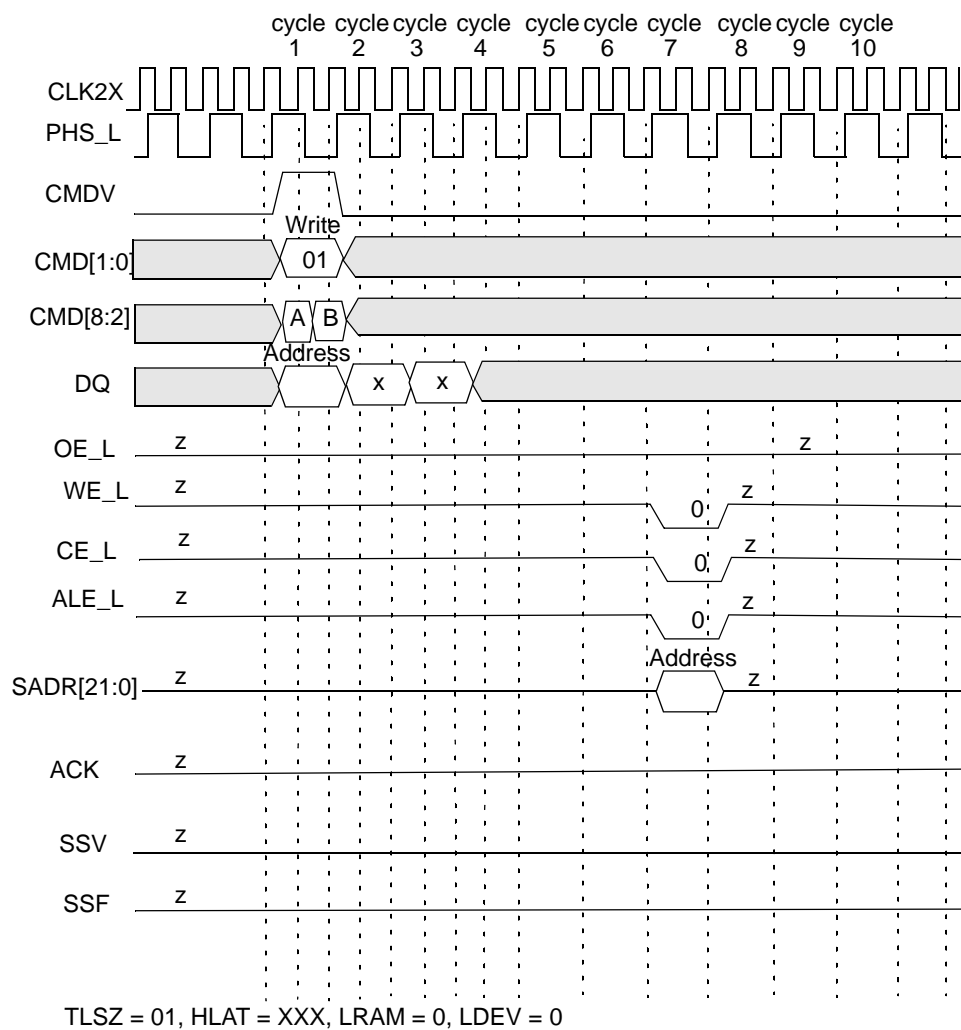 cycle cycle cycle cycle cycle cycle cycle cycle cycle cycle
1 2 3 4 5 6 7 8 9 10
CLK2X
PHS_L
CMDV
Write
CMD[1:0] 01
CMD[8:2] A B
Address
DQ x x
OE_L z z
WE_L z 0 z
CE_L z 0 z
ALE_L z 0 z
Address
SADR[21:0] z z
ACK z
SSV z
SSF z
TLSZ = 01, HLAT = XXX, LRAM = 0, LDEV = 0